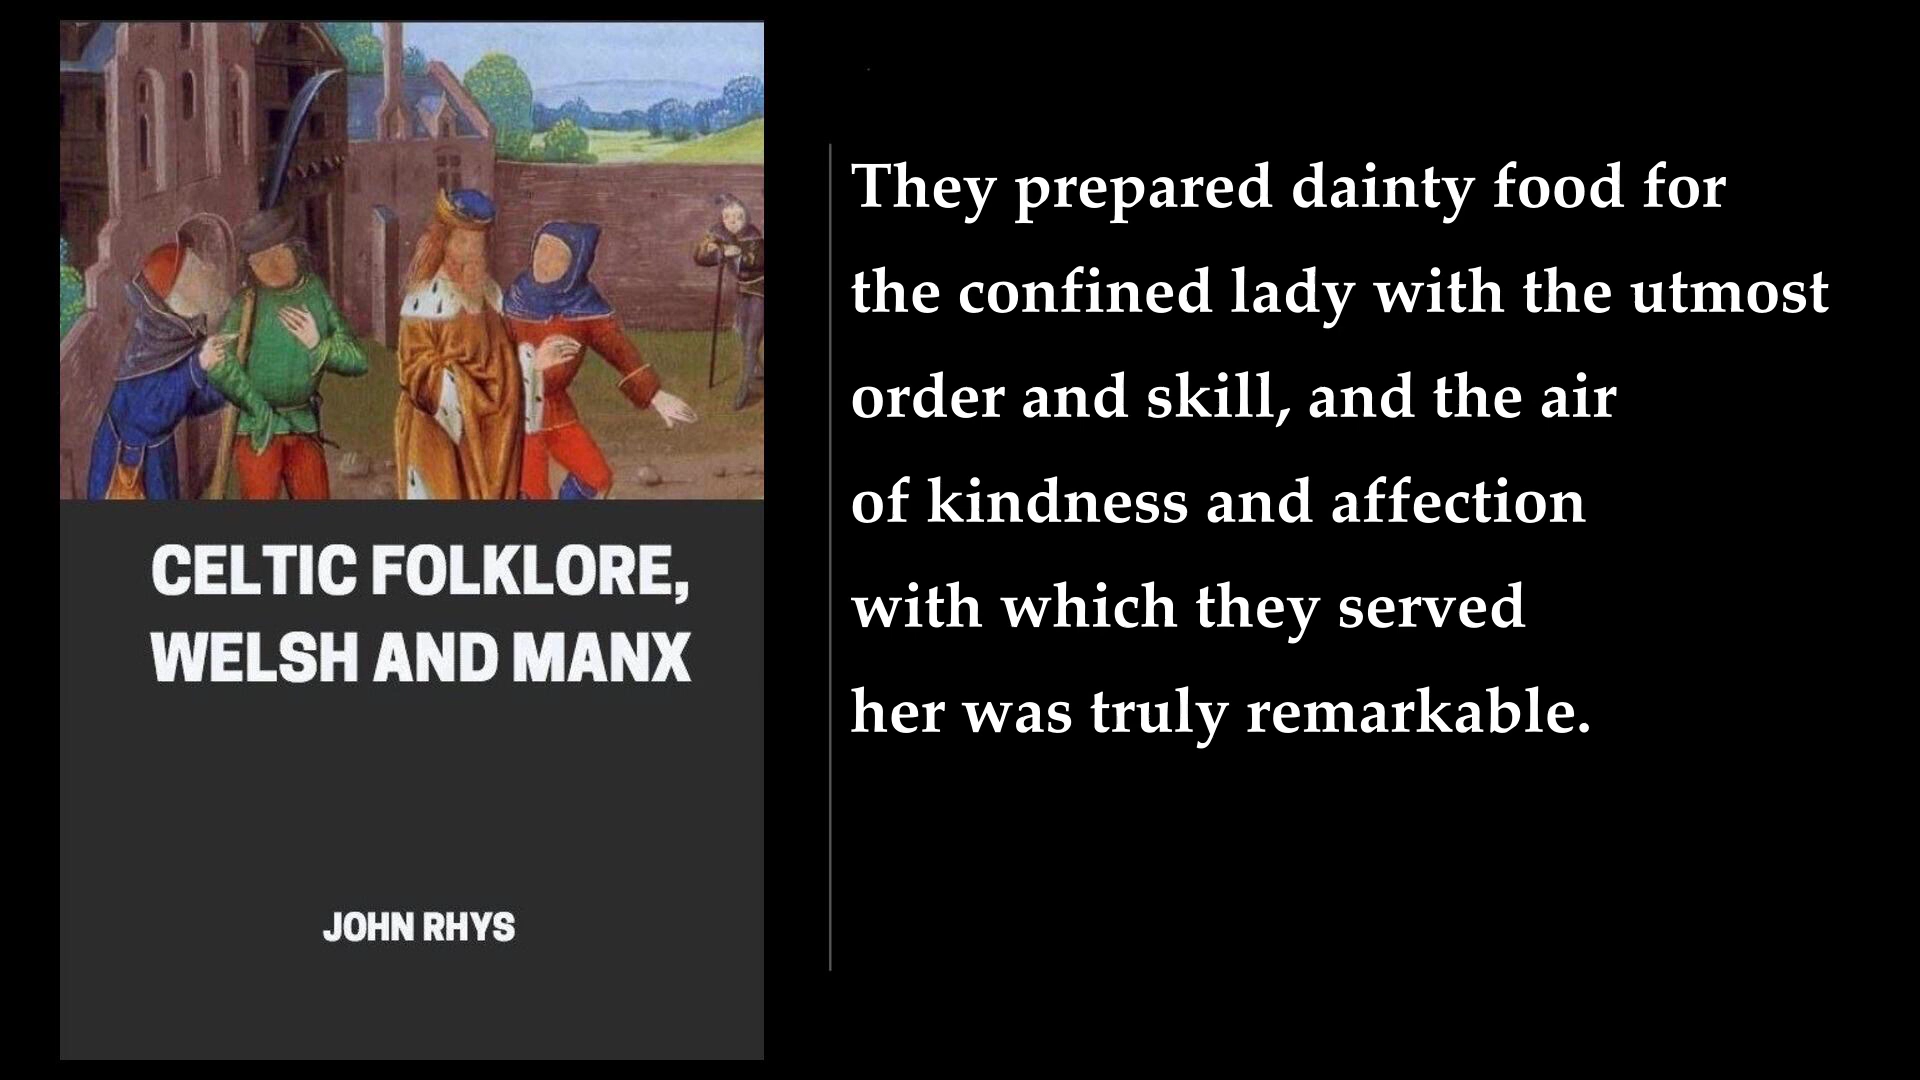 CELTIC FOLKLORE,
WELSH AND MANX
JOHN RHYS
They prepared dainty food for
the confined lady with the utmost
order and skill, and the air
of kindness and affection
with which they served
her was truly remarkable.